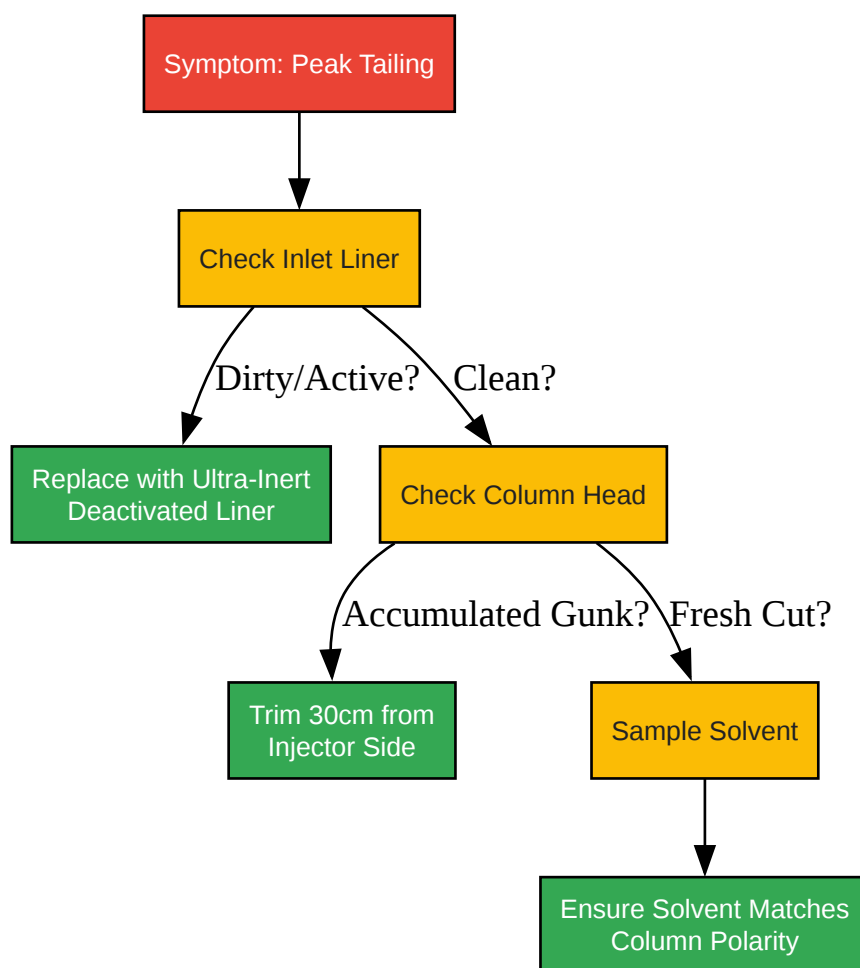 Symptom: Peak Tailing
Check Inlet Liner
Dirty/Active?
Clean?
Replace with Ultra-Inert
Deactivated Liner
Check Column Head
Accumulated Gunk?
Fresh Cut?
Trim 30cm from
Injector Side
Sample Solvent
Ensure Solvent Matches
Column Polarity